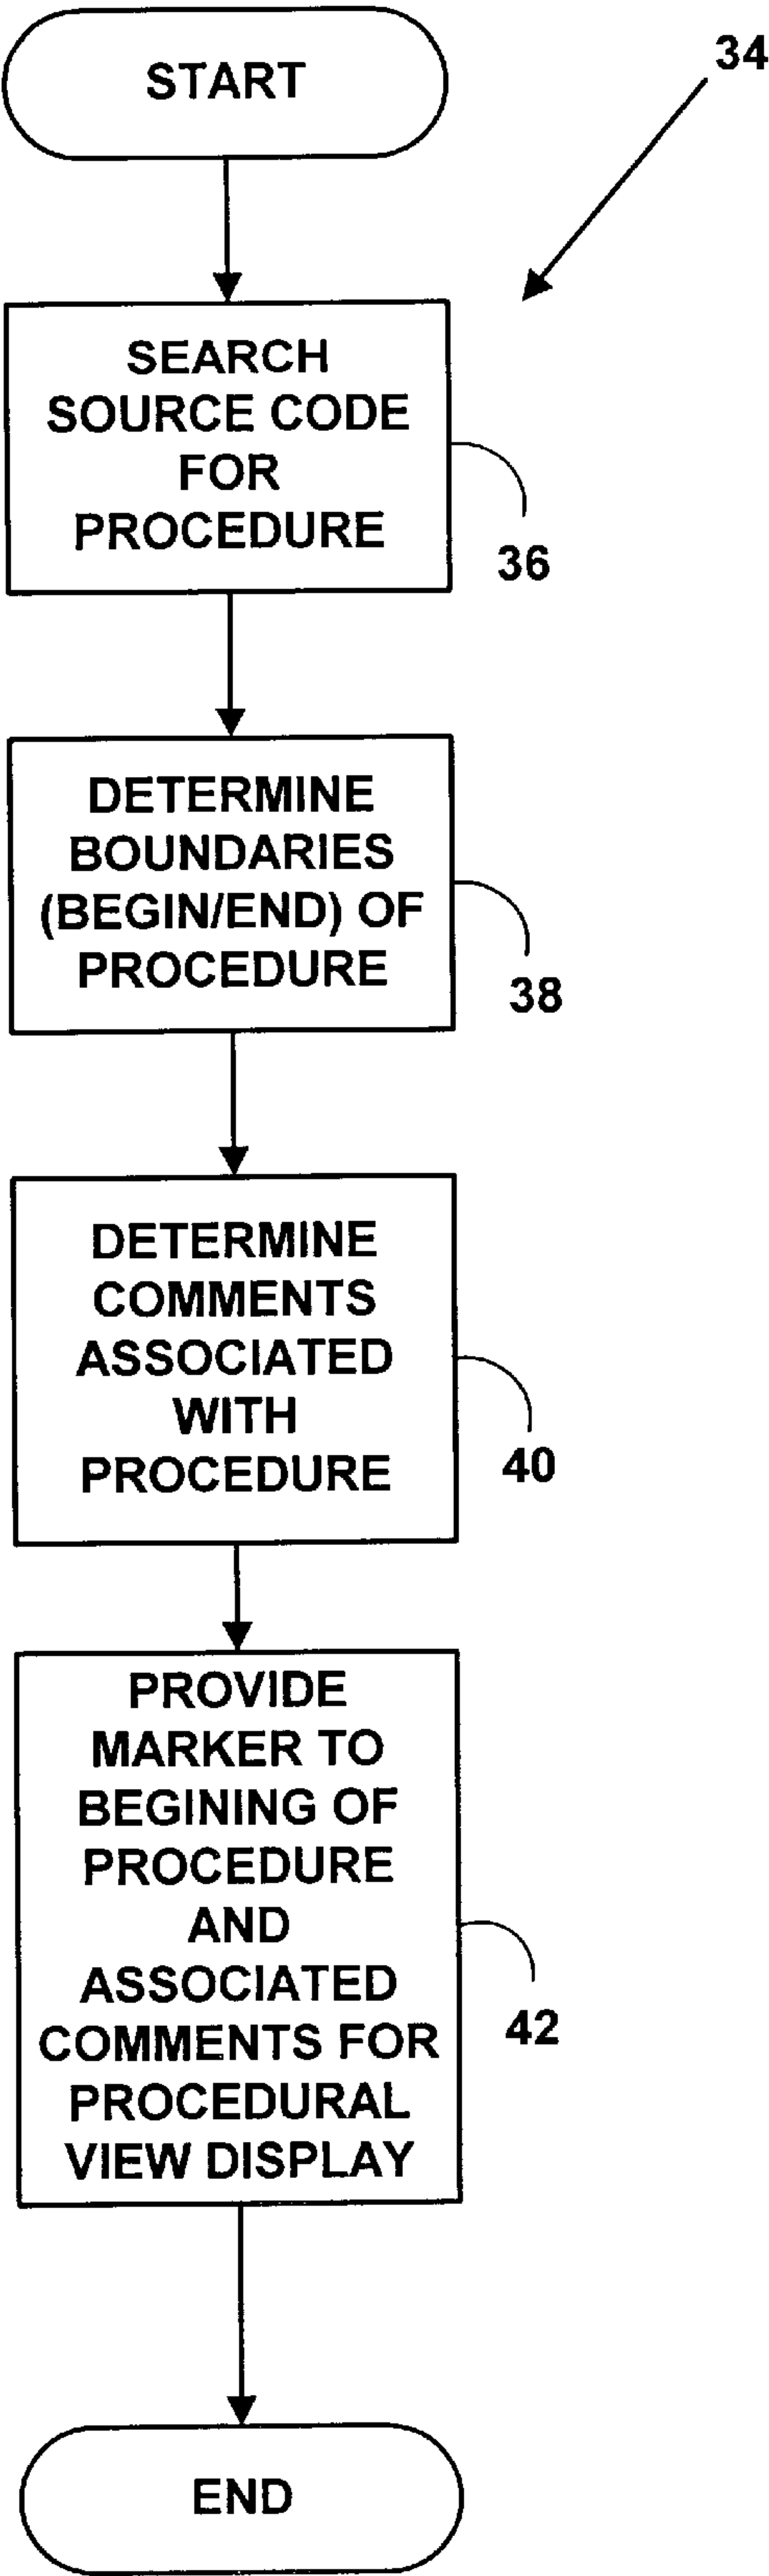 START
34
SEARCH
SOURCE CODE
FOR
PROCEDURE
36
DETERMINE
BOUNDARIES
(BEGIN/END) OF
PROCEDURE
38
DETERMINE
COMMENTS
ASSOCIATED
WITH
PROCEDURE
40
PROVIDE
MARKER TO
BEGINING OF
PROCEDURE
AND
ASSOCIATED
COMMENTS FOR
PROCEDURAL
VIEW DISPLAY
42
END